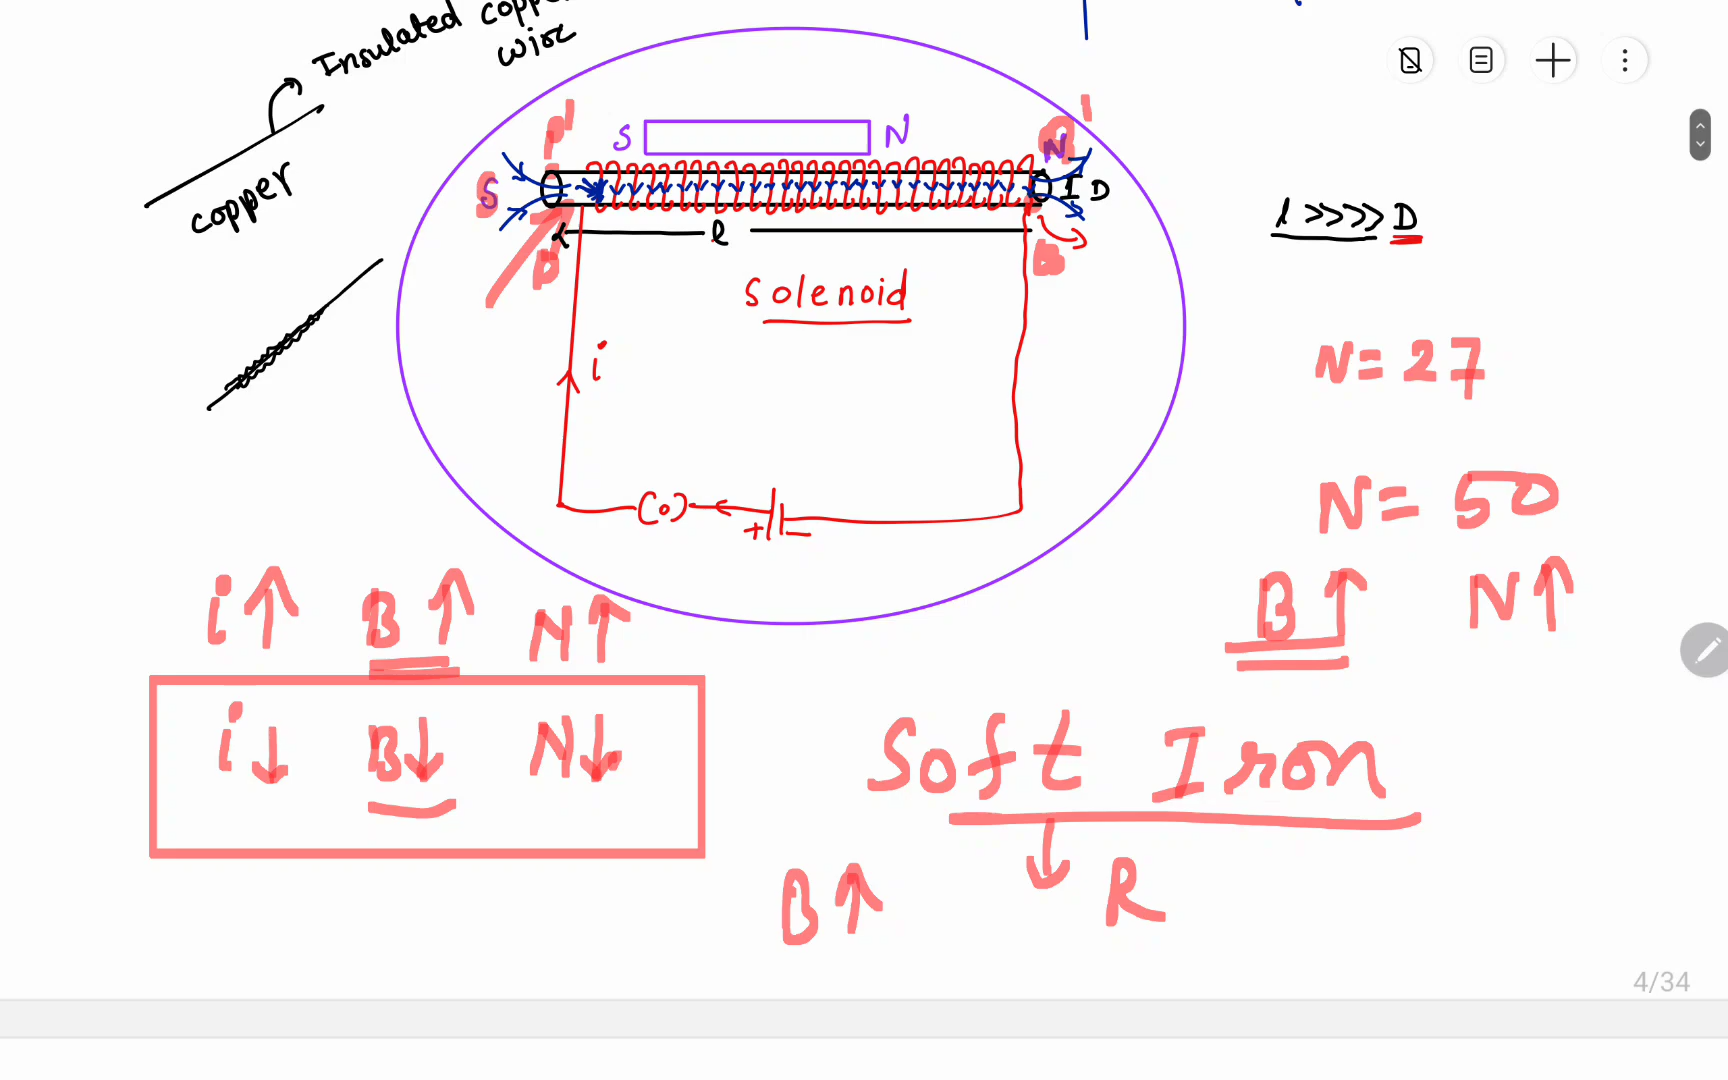 Insulated copper
wire
copper
S N
S N
D
l
solenoid
i
+ -
l >>>> D
N = 27
N = 50
B↑ N↑
i↑ B↑ N↑
i↓ B↓ N↓
Soft Iron
B↑ R
4/34